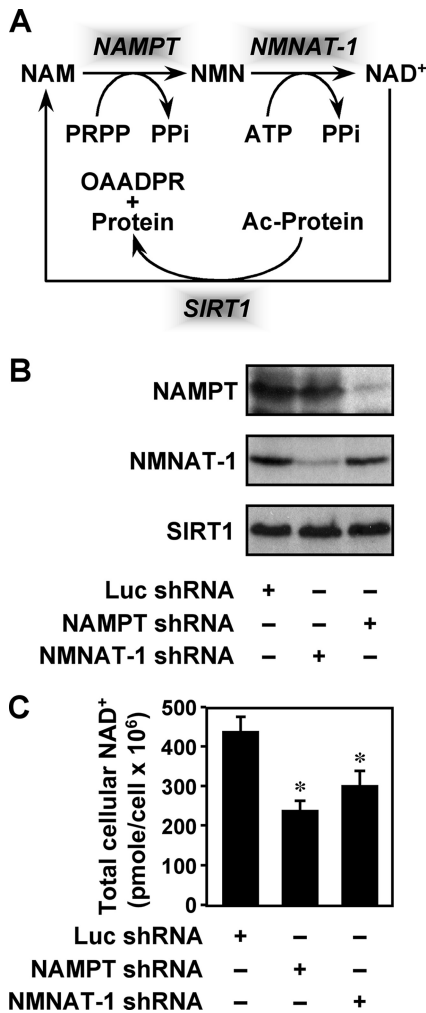 A
NAMPT NMNAT-1
NAM NMN NAD+
PRPP PPi ATP PPi
OAADPR
+
Protein Ac-Protein
SIRT1
B
NAMPT
NMNAT-1
SIRT1
Luc shRNA + – –
NAMPT shRNA – – +
NMNAT-1 shRNA – + –
C
Total cellular NAD+
(pmole/cell x 10⁶)
500
400
300
200
100
0
* *
Luc shRNA + – –
NAMPT shRNA – + –
NMNAT-1 shRNA – – +